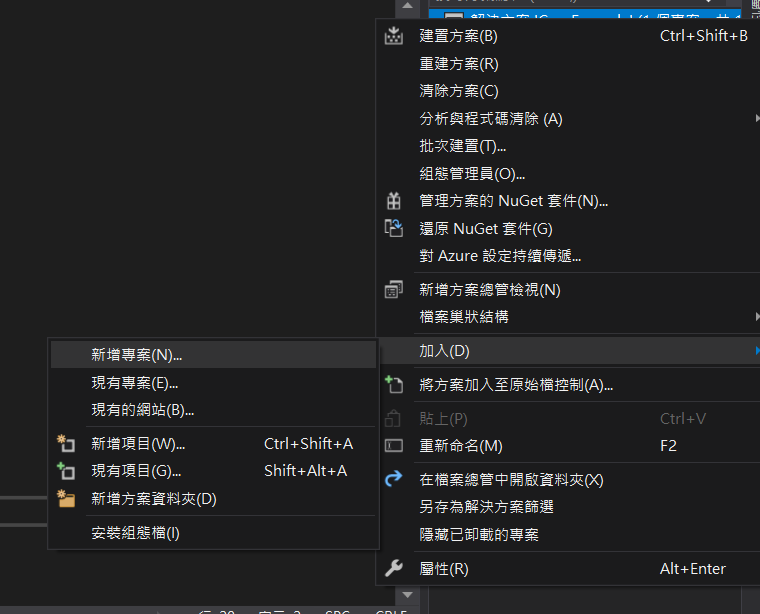 建置方案(B) Ctrl+Shift+B
重建方案(R)
清除方案(C)
分析與程式碼清除 (A)
批次建置(T)...
組態管理員(O)...
管理方案的 NuGet 套件(N)...
還原 NuGet 套件(G)
對 Azure 設定持續傳遞...
新增方案總管檢視(N)
檔案巢狀結構
加入(D)
將方案加入至原始檔控制(A)...
貼上(P) Ctrl+V
重新命名(M) F2
在檔案總管中開啟資料夾(X)
另存為解決方案篩選
隱藏已卸載的專案
屬性(R) Alt+Enter
新增專案(N)...
現有專案(E)...
現有的網站(B)...
新增項目(W)... Ctrl+Shift+A
現有項目(G)... Shift+Alt+A
新增方案資料夾(D)
安裝組態檔(I)